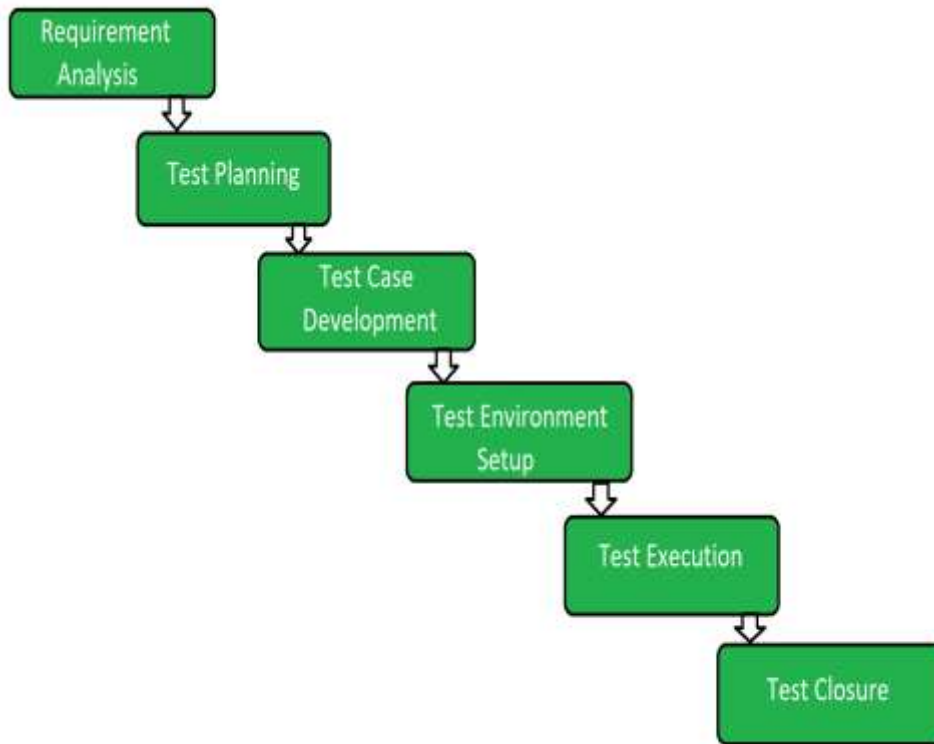 Requirement
Analysis
Test Planning
Test Case
Development
Test Environment
Setup
Test Execution
Test Closure